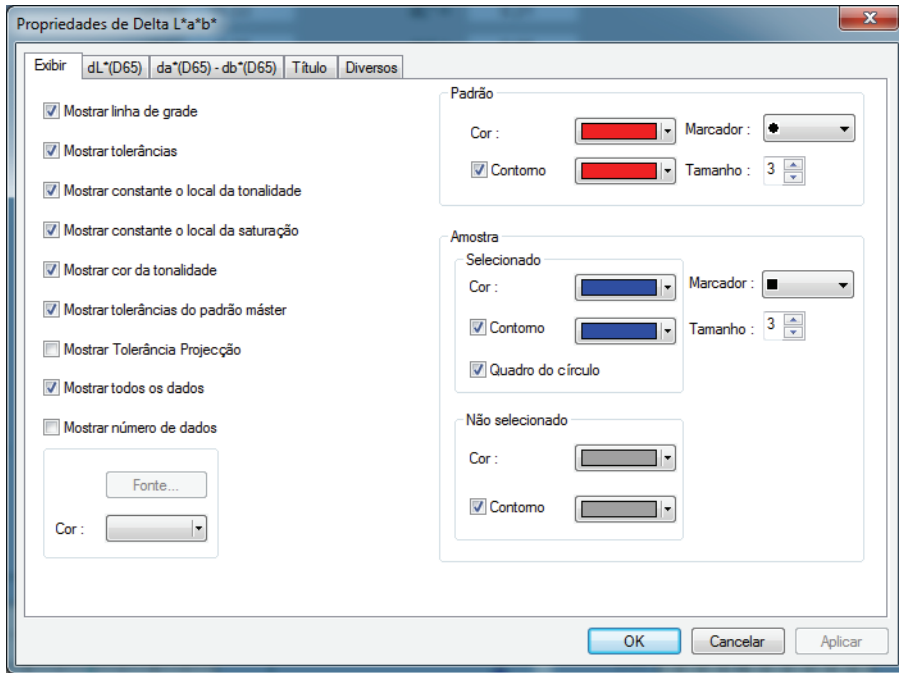 Propriedades de Delta L*a*b*
Exibir dL*(D65) da*(D65) - db*(D65) Título Diversos
Mostrar linha de grade
Mostrar tolerâncias
Mostrar constante o local da tonalidade
Mostrar constante o local da saturação
Mostrar cor da tonalidade
Mostrar tolerâncias do padrão máster
Mostrar Tolerância Projecção
Mostrar todos os dados
Mostrar número de dados
Fonte...
Cor :
Padrão
Cor : Marcador :
Contorno Tamanho : 3
Amostra
Selecionado
Cor : Marcador :
Contorno Tamanho : 3
Quadro do círculo
Não selecionado
Cor :
Contorno
OK Cancelar Aplicar